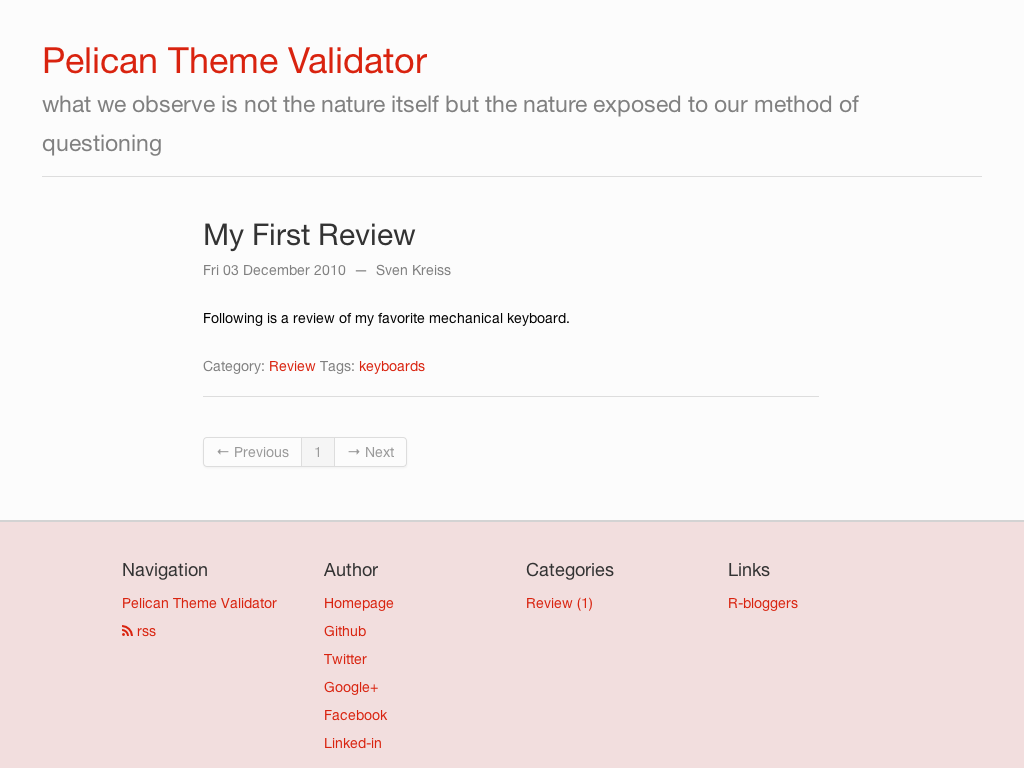 Pelican Theme Validator
what we observe is not the nature itself but the nature exposed to our method of
questioning
My First Review
Fri 03 December 2010 — Sven Kreiss
Following is a review of my favorite mechanical keyboard.
Category: Review Tags: keyboards
← Previous 1 → Next
Navigation
Pelican Theme Validator
rss
Author
Homepage
Github
Twitter
Google+
Facebook
Linked-in
Categories
Review (1)
Links
R-bloggers